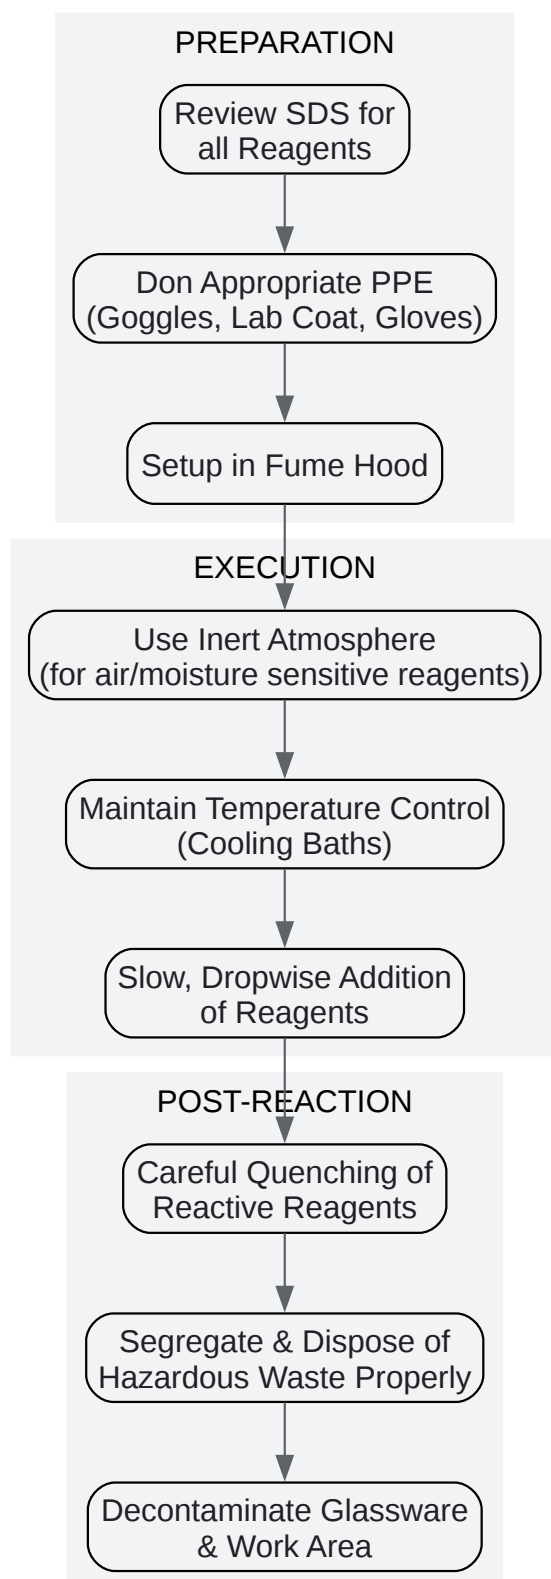 PREPARATION
Review SDS for
all Reagents
Don Appropriate PPE
(Goggles, Lab Coat, Gloves)
Setup in Fume Hood
EXECUTION
Use Inert Atmosphere
(for air/moisture sensitive reagents)
Maintain Temperature Control
(Cooling Baths)
Slow, Dropwise Addition
of Reagents
POST-REACTION
Careful Quenching of
Reactive Reagents
Segregate & Dispose of
Hazardous Waste Properly
Decontaminate Glassware
& Work Area